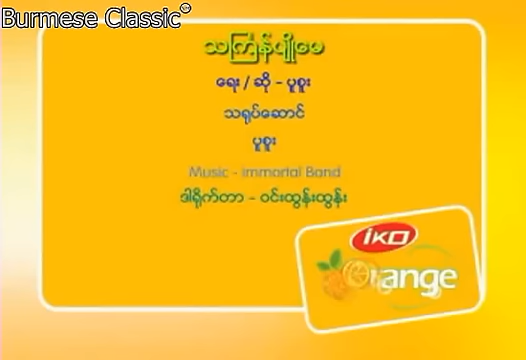 Burmese Classic
သင်္ကြန်ပျိုမေ
ရေး / ဆို - ပူစူး
သရုပ်ဆောင်
ပူစူး
Music - immortal Band
ဒါရိုက်တာ - ဝင်းထွန်းထွန်း
iko
Orange